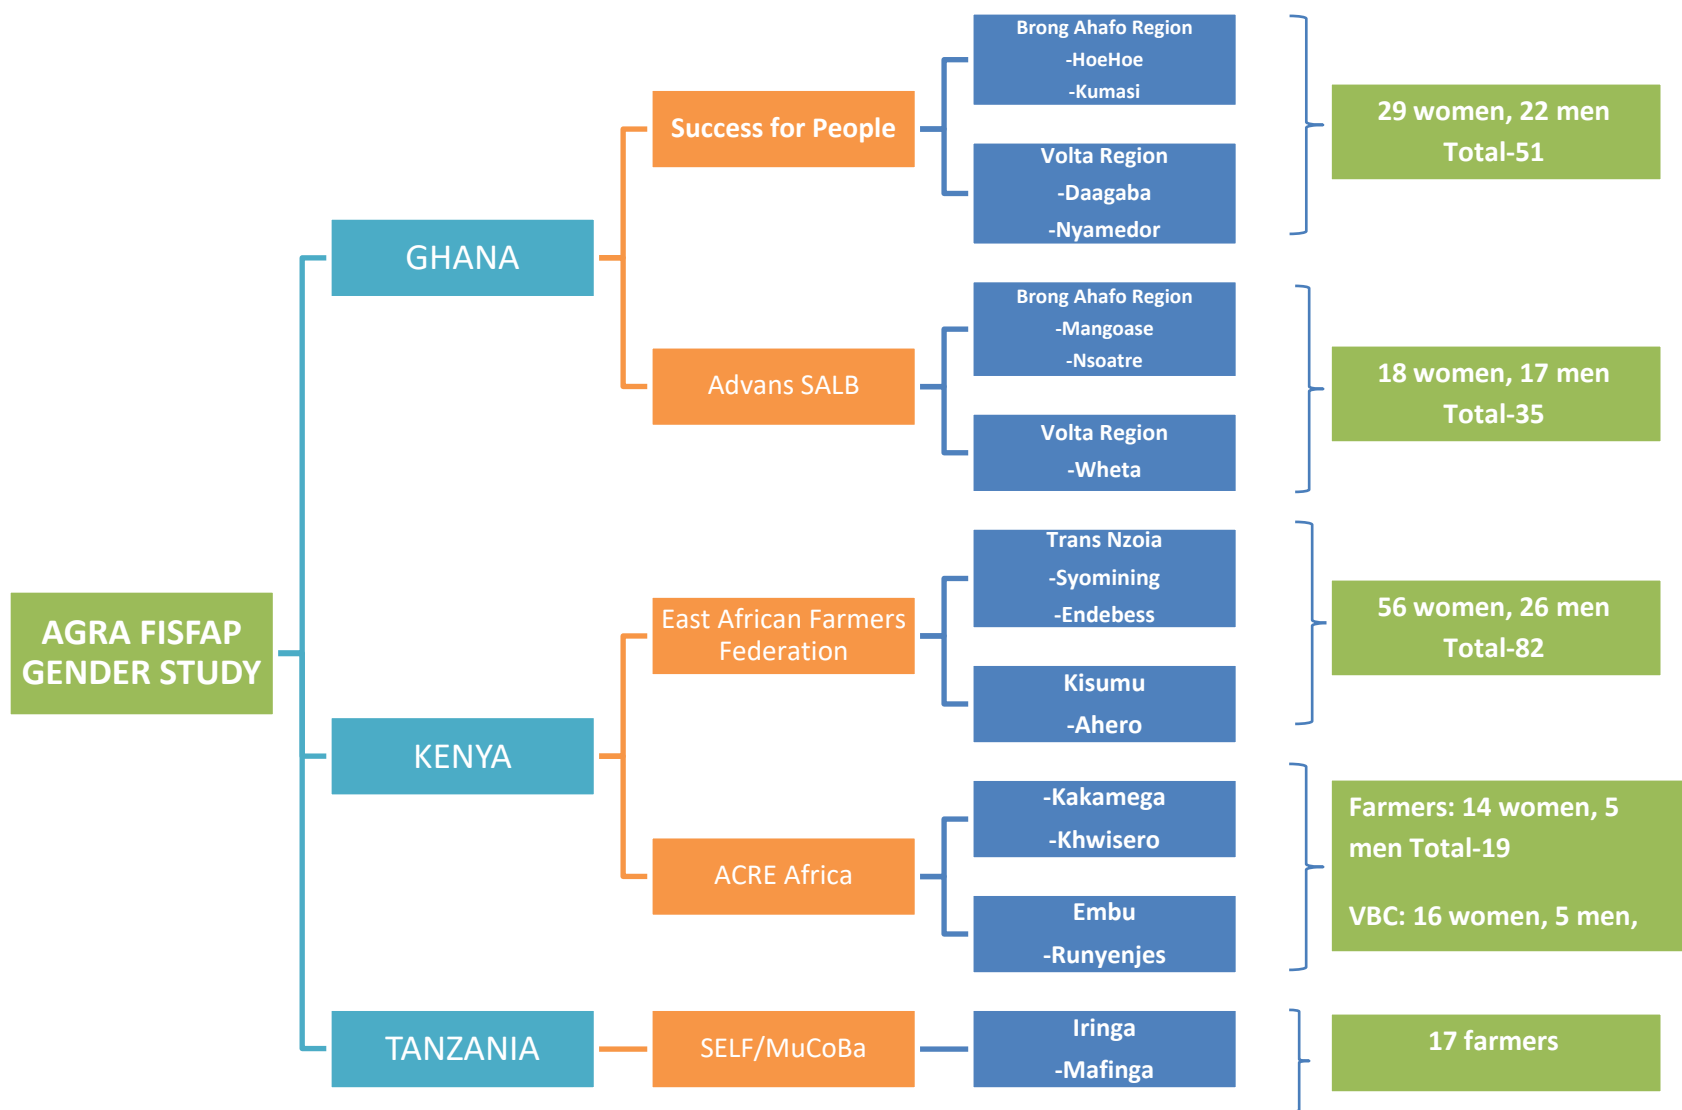 AGRA FISFAP
GENDER STUDY
GHANA
Success for People
Brong Ahafo Region
-HoeHoe
-Kumasi
Volta Region
-Daagaba
-Nyamedor
29 women, 22 men
Total-51
Advans SALB
Brong Ahafo Region
-Mangoase
-Nsoatre
Volta Region
-Wheta
18 women, 17 men
Total-35
KENYA
East African Farmers
Federation
Trans Nzoia
-Syomining
-Endebess
Kisumu
-Ahero
56 women, 26 men
Total-82
ACRE Africa
-Kakamega
-Khwisero
Embu
-Runyenjes
Farmers: 14 women, 5
men Total-19
VBC: 16 women, 5 men,
TANZANIA
SELF/MuCoBa
Iringa
-Mafinga
17 farmers